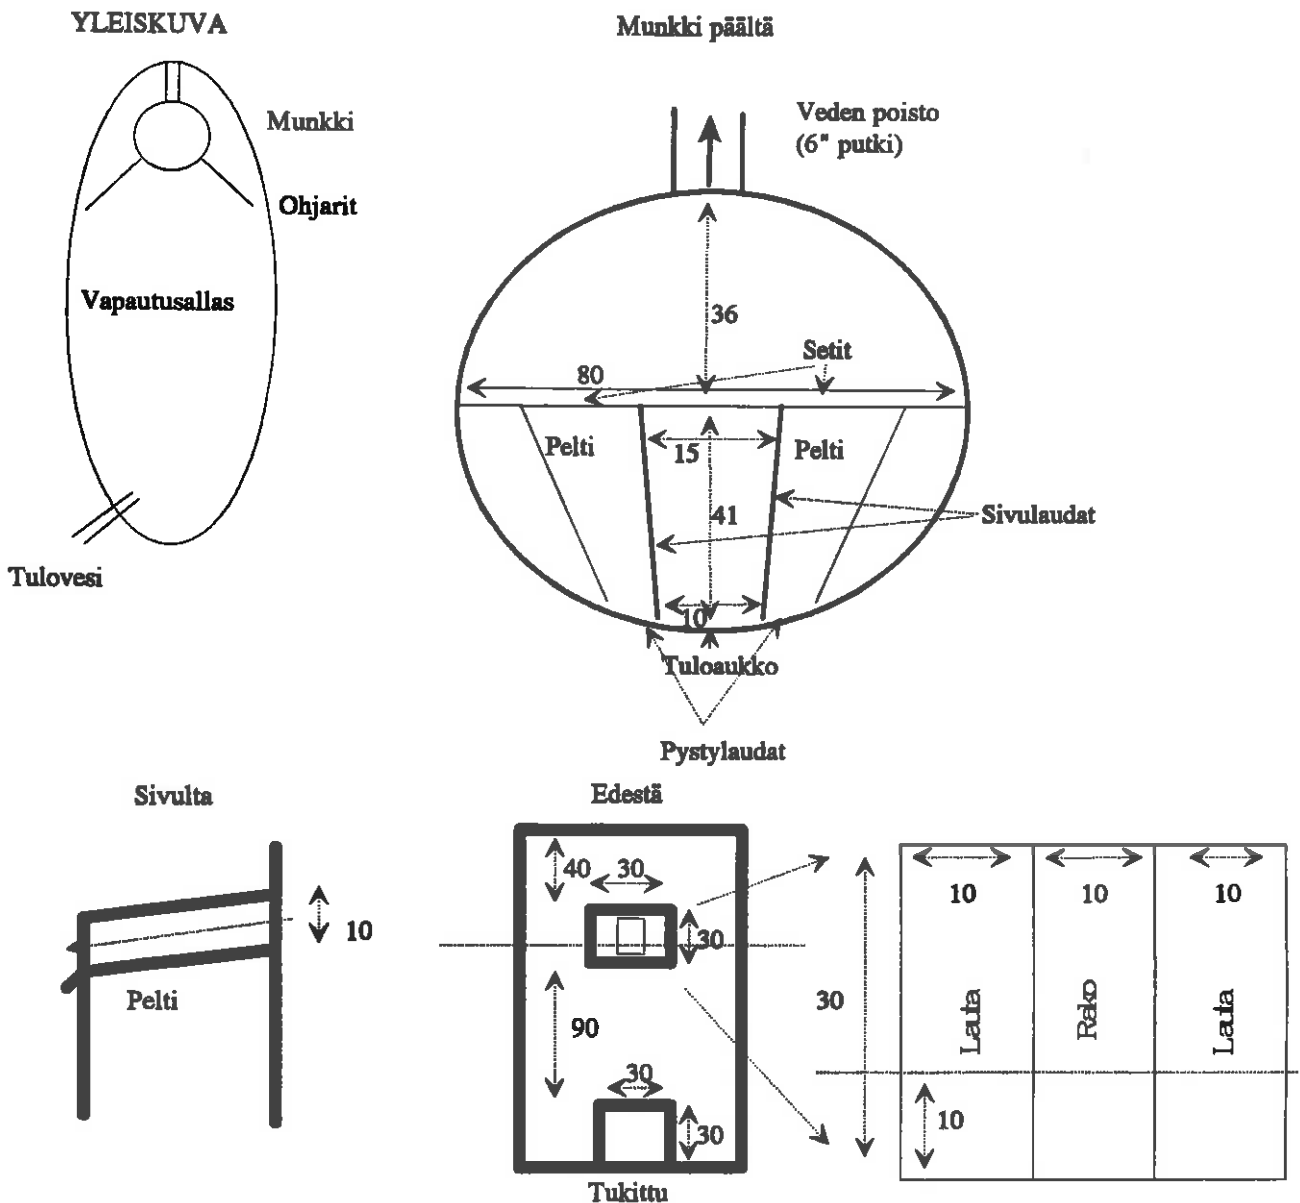 YLEISKUVA
Munkki
Ohjarit
Vapautusallas
Tulovesi
Munkki päältä
Veden poisto
(6" putki)
36
Setit
80
Pelti
15
Pelti
41
Sivulaudat
10
Tuloaukko
Pystylaudat
Sivulta
10
Pelti
Edestä
40
30
30
90
30
30
Tukittu
10
10
10
30
Lauta
Rako
Lauta
10